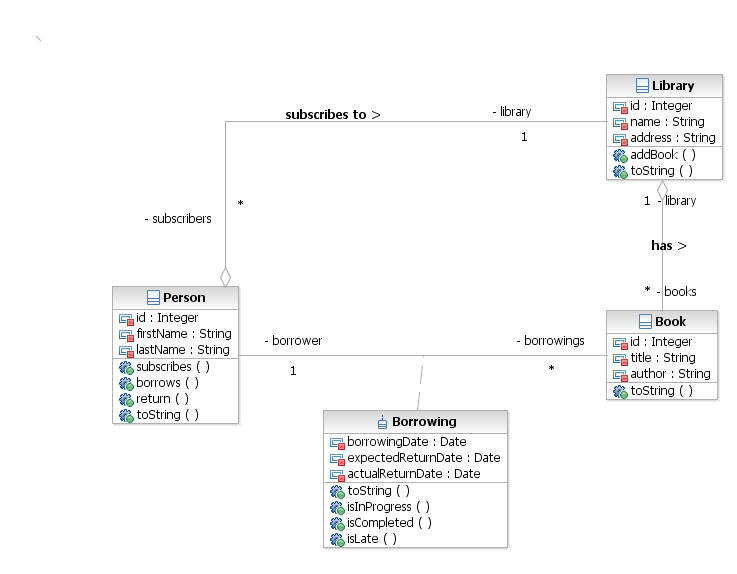 Library
id : Integer
name : String
address : String
addBook ( )
toString ( )
subscribes to >
- library
1
*
- subscribers
1 - library
has >
* - books
Person
id : Integer
firstName : String
lastName : String
subscribes ( )
borrows ( )
return ( )
toString ( )
- borrower
1
- borrowings
*
Book
id : Integer
title : String
author : String
toString ( )
Borrowing
borrowingDate : Date
expectedReturnDate : Date
actualReturnDate : Date
toString ( )
isInProgress ( )
isCompleted ( )
isLate ( )